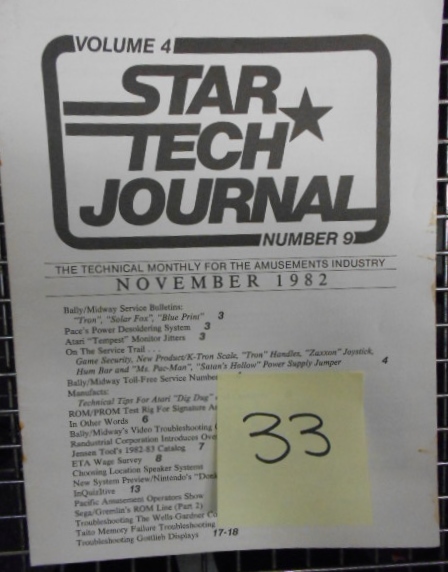 VOLUME 4
STAR
TECH
JOURNAL
NUMBER 9
THE TECHNICAL MONTHLY FOR THE AMUSEMENTS INDUSTRY
NOVEMBER 1982
Bally/Midway Service Bulletins:
"Tron", "Solar Fox", "Blue Print" 3
Pace's Power Desoldering System 3
Atari "Tempest" Monitor Jitters 3
On The Service Trail . . .
Game Security, New Product/K-Tron Scale, "Tron" Handles, "Zaxxon" Joystick,
Hum Bar and "Ms. Pac-Man", "Satan's Hollow" Power Supply Jumper 4
Bally/Midway Toll-Free Service Number
Manufacts:
Technical Tips For Atari "Dig Dug"
ROM/PROM Test Rig For Signature
In Other Words 6
Bally/Midway's Video Troubleshooting
Randustrial Corporation Introduces
Jensen Tool's 1982-83 Catalog 7
ETA Wage Survey 8
Choosing Location Speaker Systems
New System Preview/Nintendo's
InQuizItive 13
Pacific Amusement Operators Show
Sega/Gremlin's ROM Line (Part 2)
Troubleshooting The Wells-Gardner
Taito Memory Failure Troubleshooting
Troubleshooting Gottlieb Displays 17-18
33